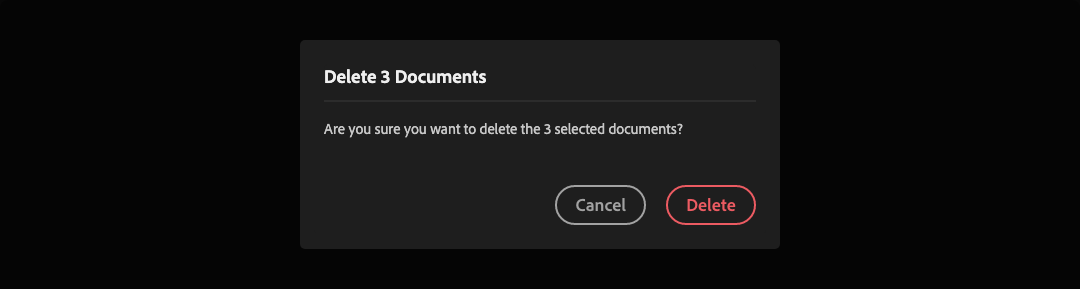 Delete 3 Documents
Are you sure you want to delete the 3 selected documents?
Cancel
Delete